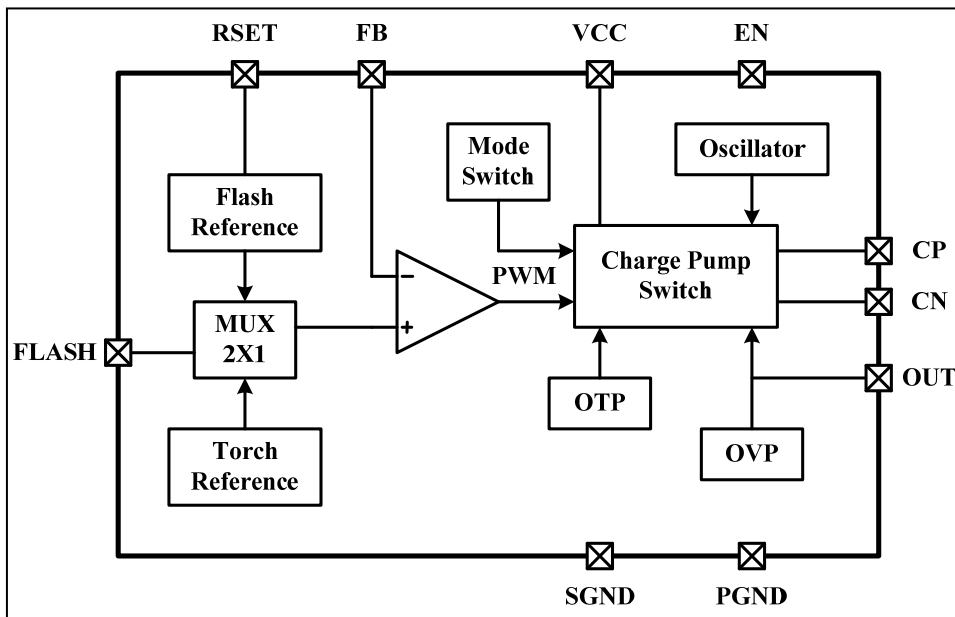 RSET
FB
VCC
EN
Mode
Switch
Oscillator
Flash
Reference
PWM
Charge Pump
Switch
CP
CN
−
+
MUX
2X1
FLASH
OTP
OUT
OVP
Torch
Reference
SGND
PGND